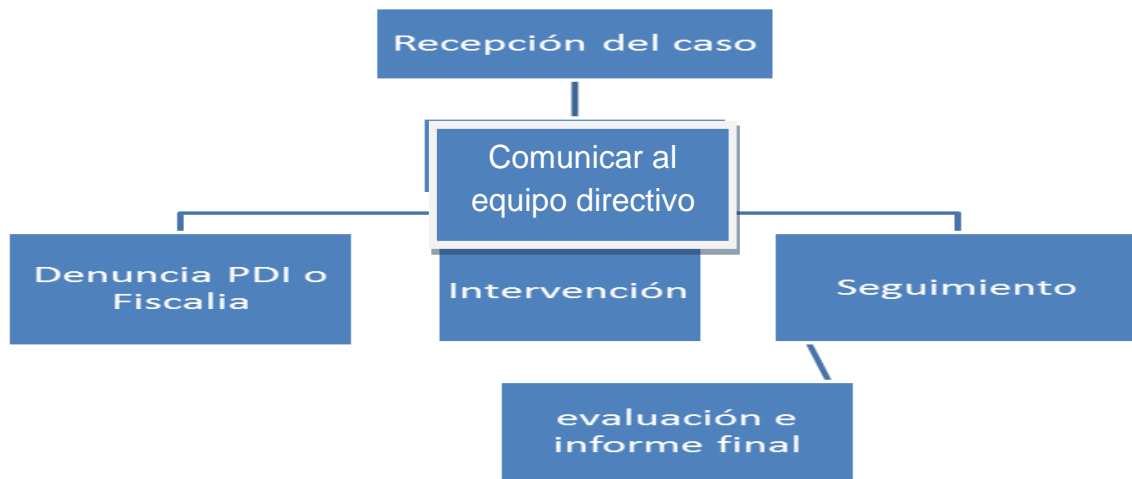 Recepción del caso
Comunicar al
equipo directivo
Denuncia PDI o
Fiscalia
Intervención
Seguimiento
evaluación e
informe final